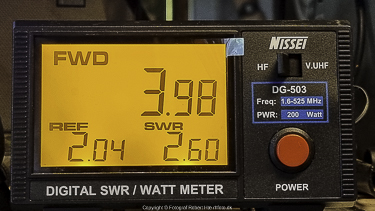 NISSEI
FWD
3.98
REF SWR
2.04 2.60
HF V.UHF
DG-503
Freq: 1.6-525 MHz
PWR: 200 Watt
POWER
DIGITAL SWR / WATT METER